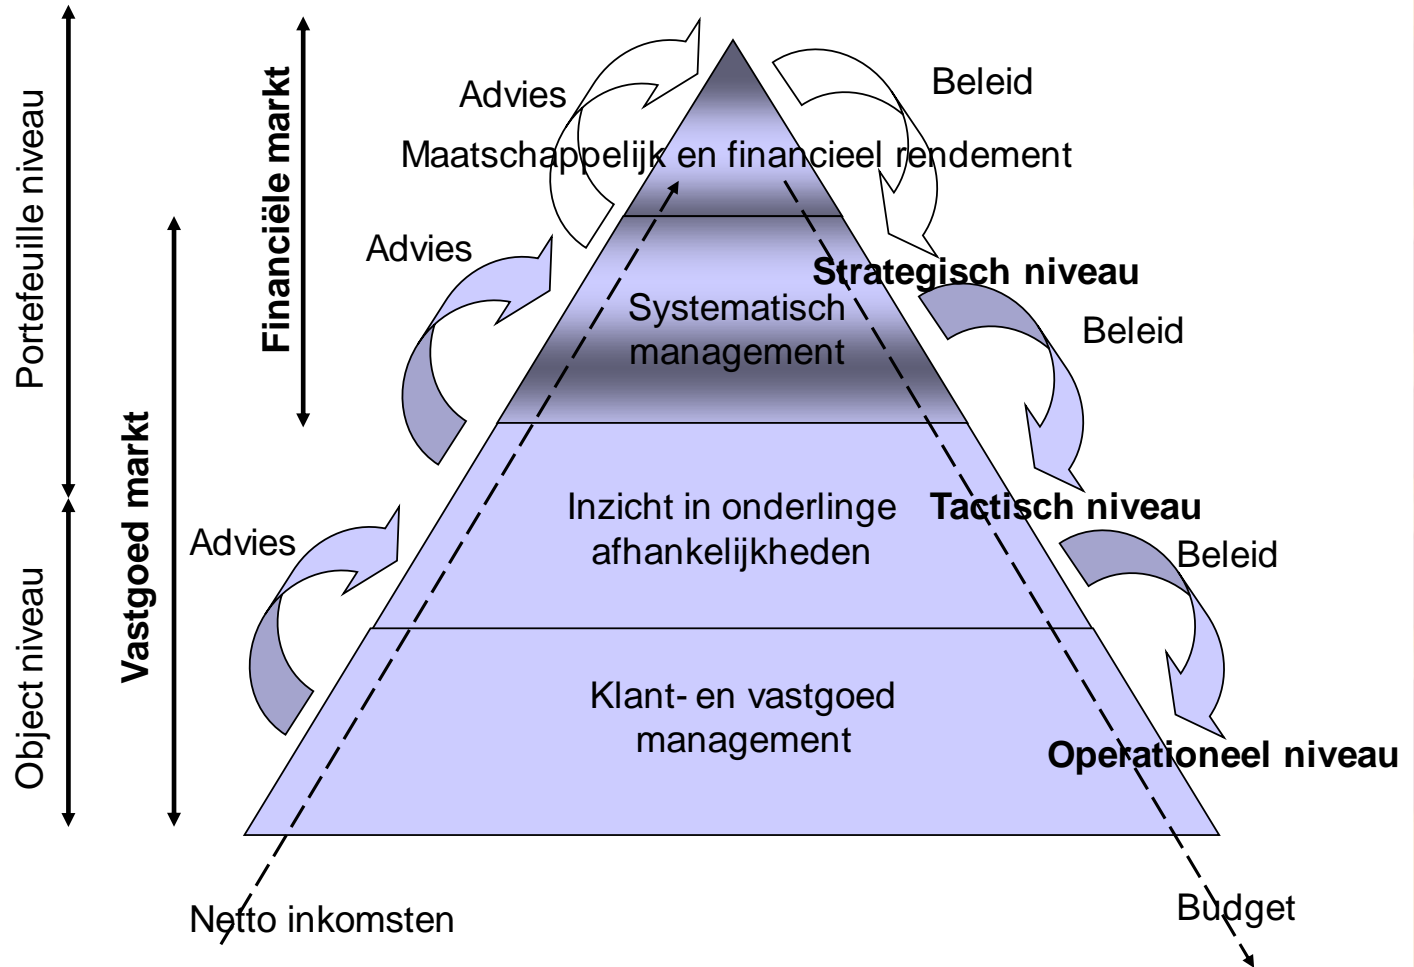 Portefeuille niveau
Object niveau
Vastgoed markt
Financiële markt
Advies
Beleid
Maatschappelijk en financieel rendement
Advies
Strategisch niveau
Systematisch
management
Beleid
Inzicht in onderlinge
afhankelijkheden
Tactisch niveau
Advies
Beleid
Klant- en vastgoed
management
Operationeel niveau
Netto inkomsten
Budget